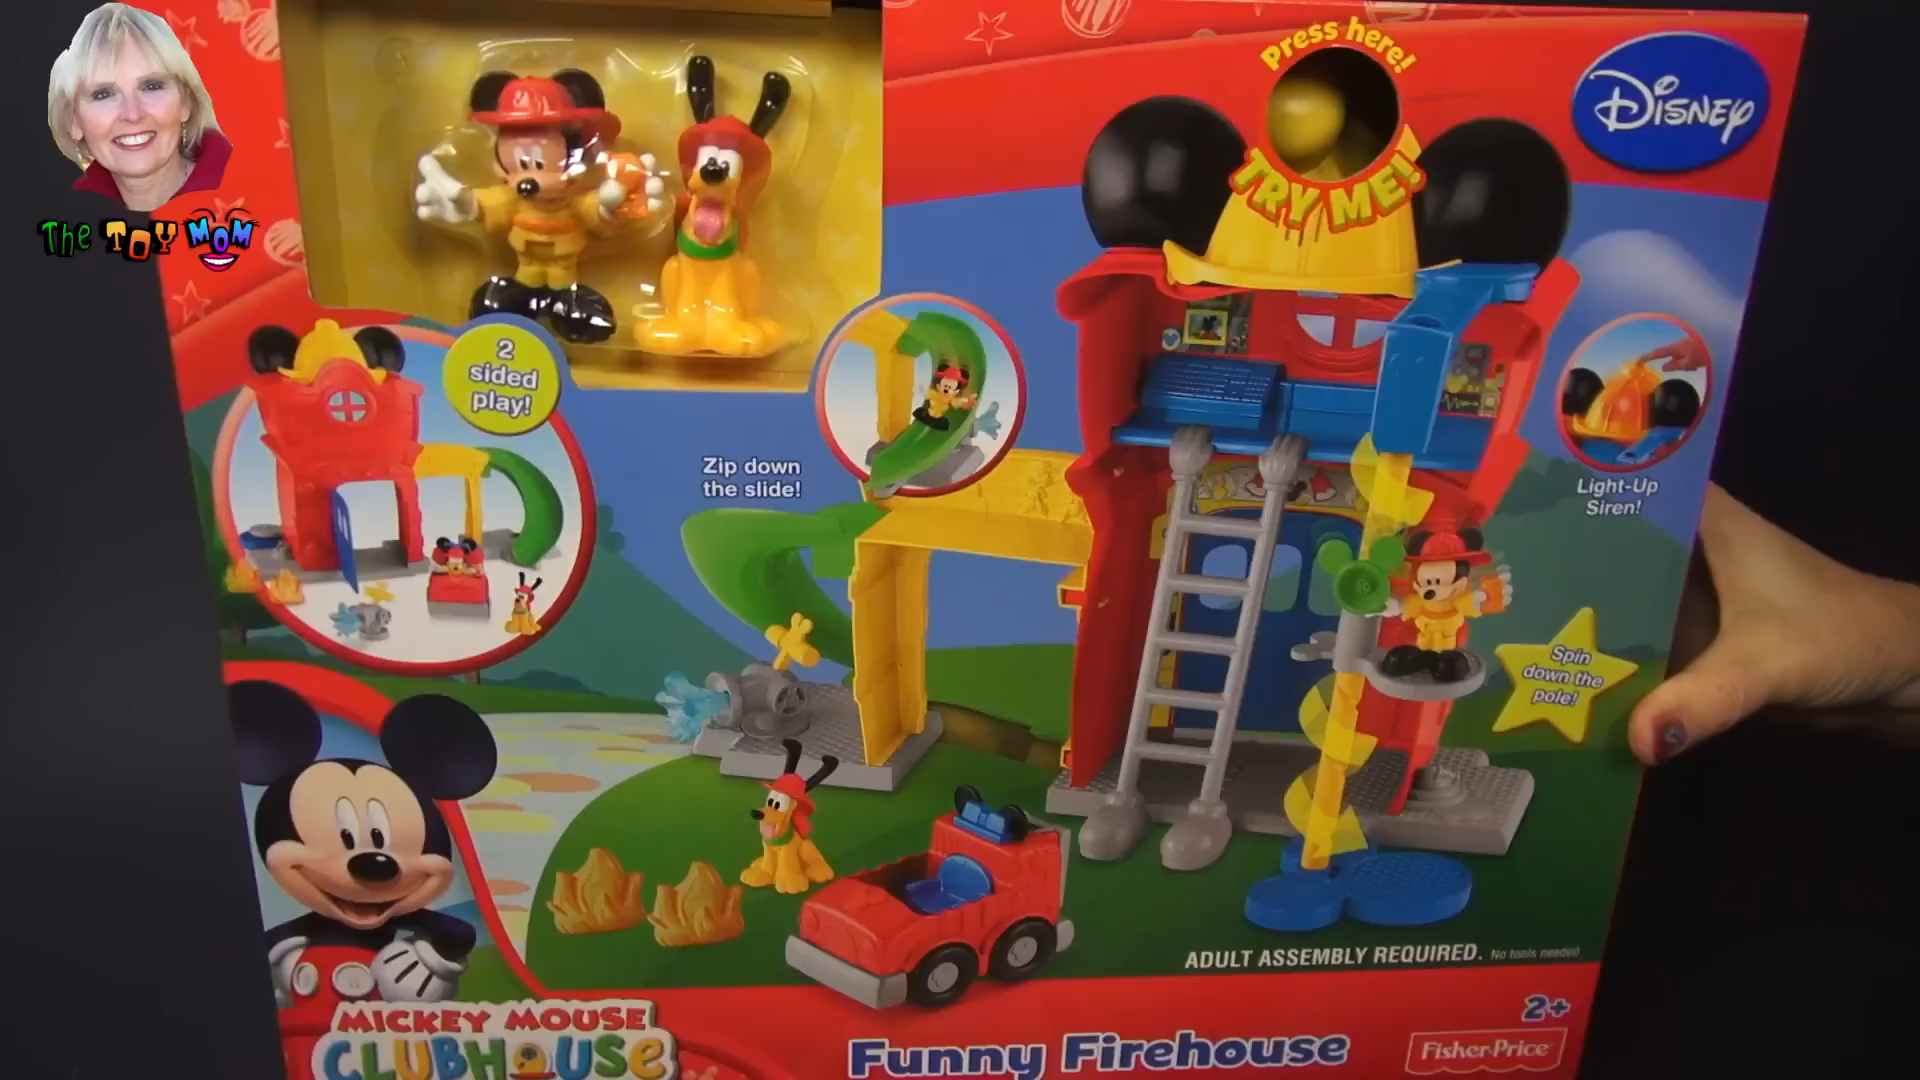 The TOY MOM
Press here!
TRY ME!
DISNEY
2
sided
play!
Zip down
the slide!
Light-Up
Siren!
Spin
down the
pole!
ADULT ASSEMBLY REQUIRED. No tools needed
MICKEY MOUSE
CLUBHOUSE
Funny Firehouse
2+
Fisher-Price